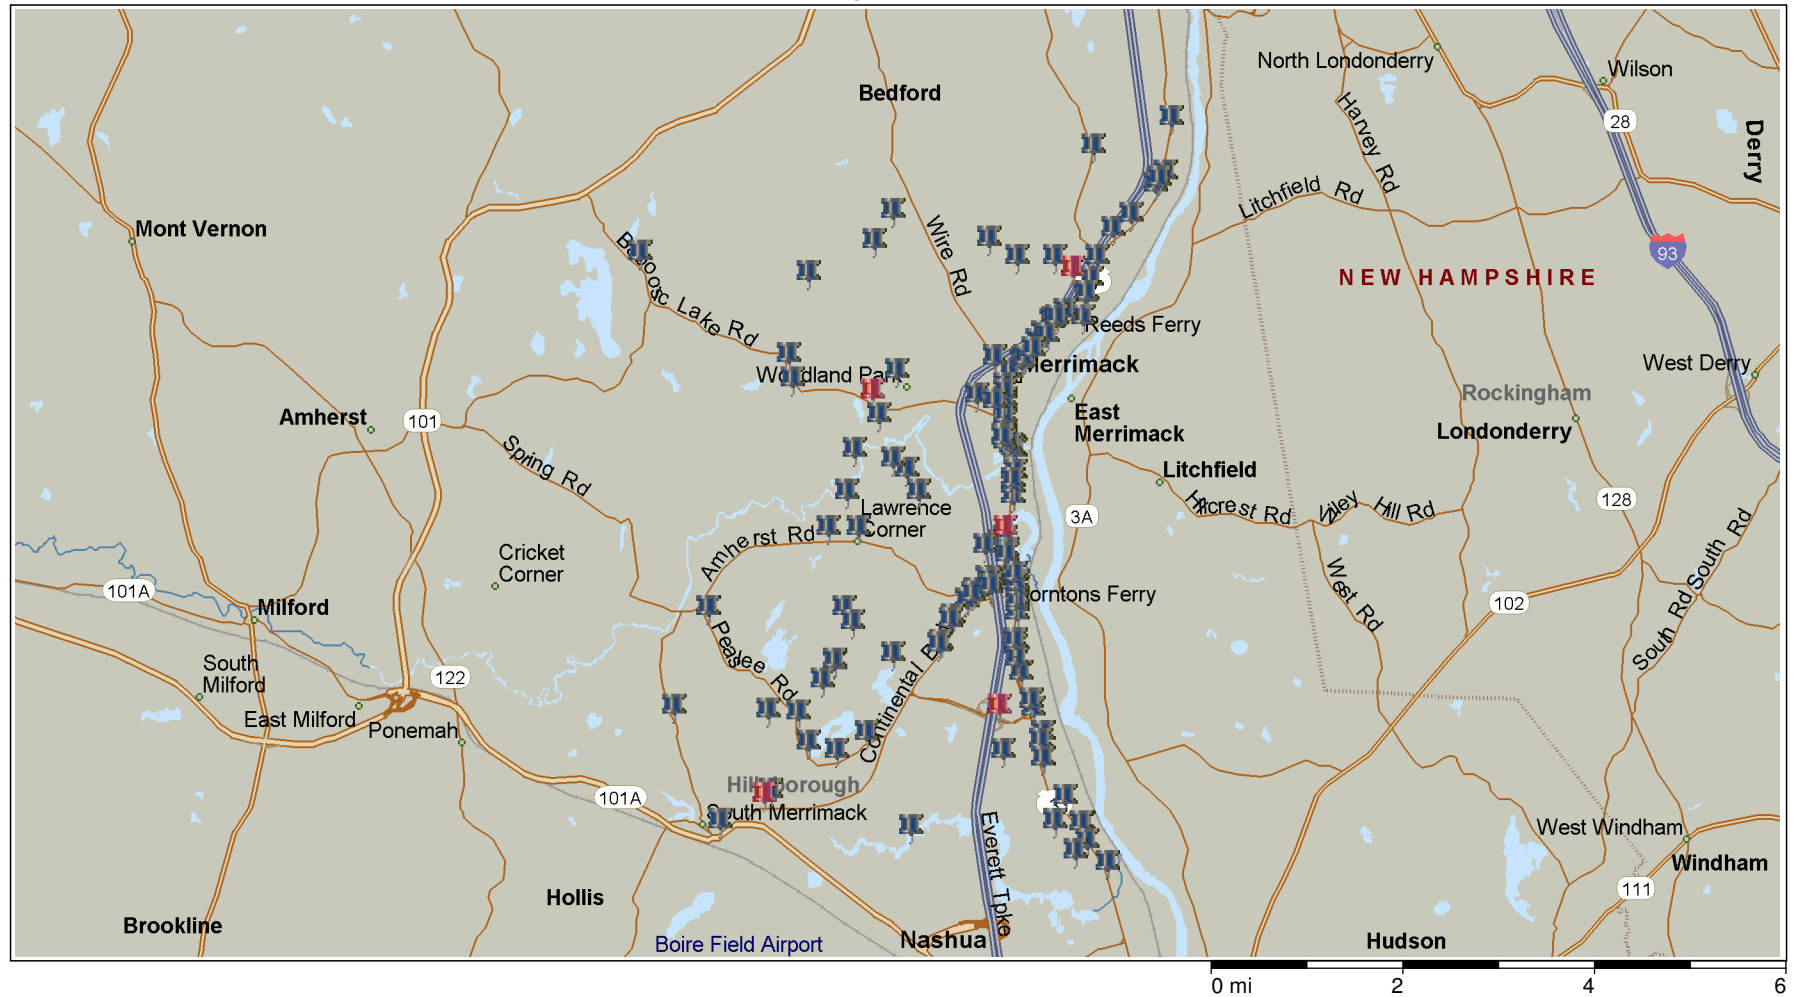 North Londonderry
Wilson
Bedford
28
Derry
Harvey Rd
Litchfield Rd
Mont Vernon
Wire Rd
93
NEW HAMPSHIRE
Lake Rd
Reeds Ferry
Merrimack
West Derry
Rockingham
Amherst
101
East
Merrimack
Londonderry
Spring Rd
Litchfield
Hill Rd
128
Lawrence
Corner
3A
Amherst Rd
Cricket
Corner
South Rd
West Rd
101A
Milford
102
South Rd
South
Milford
122
East Milford
Ponemah
Rd
Continental
101A
South Merrimack
Everett Tpke
West Windham
Windham
111
Hollis
Brookline
Boire Field Airport
Nashua
Hudson
0 mi 2 4 6